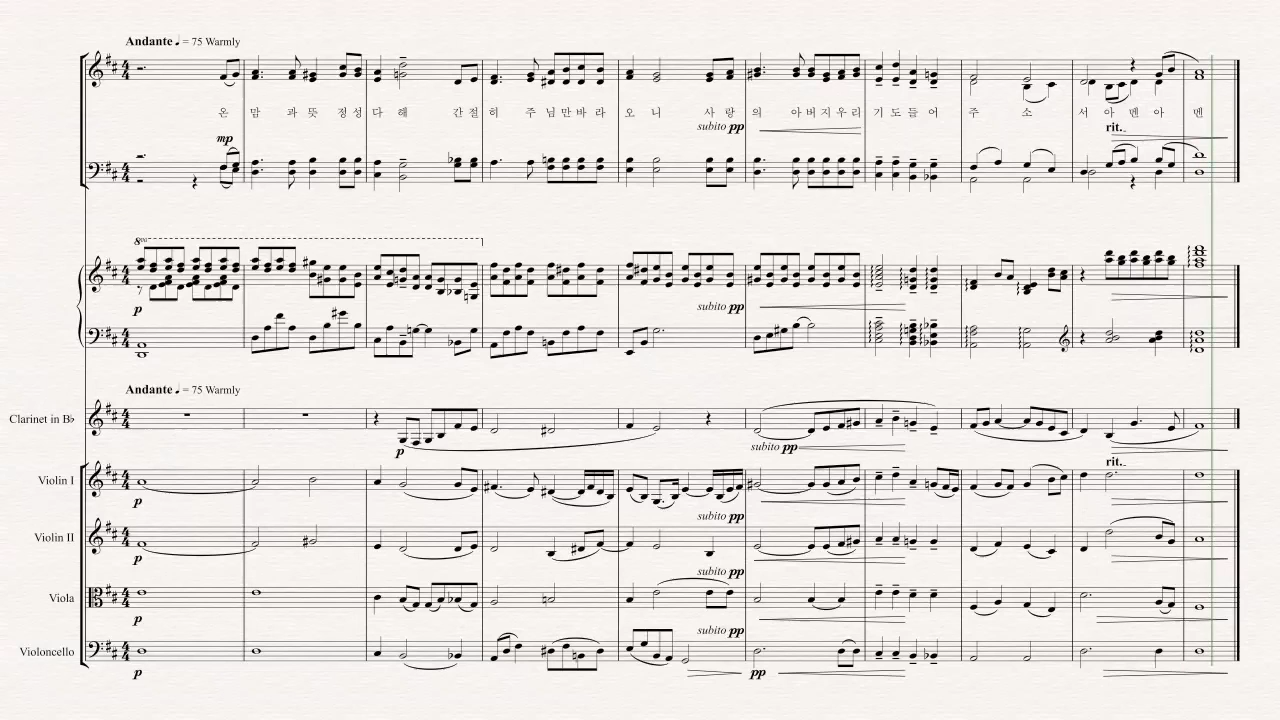 Andante ♩ = 75 Warmly
온 맘 과 뜻 정 성 다 해 간 절 히 주 님 만 바 라 오 니 사 랑 의 아 버 지 우 리 기 도 들 어 주 소 서 아 멘 아 멘
subito pp
rit.
mp
8va
p
subito pp
Andante ♩ = 75 Warmly
Clarinet in B♭
p
subito pp
rit.
Violin I
p
subito pp
Violin II
p
subito pp
Viola
p
subito pp
Violoncello
p
pp